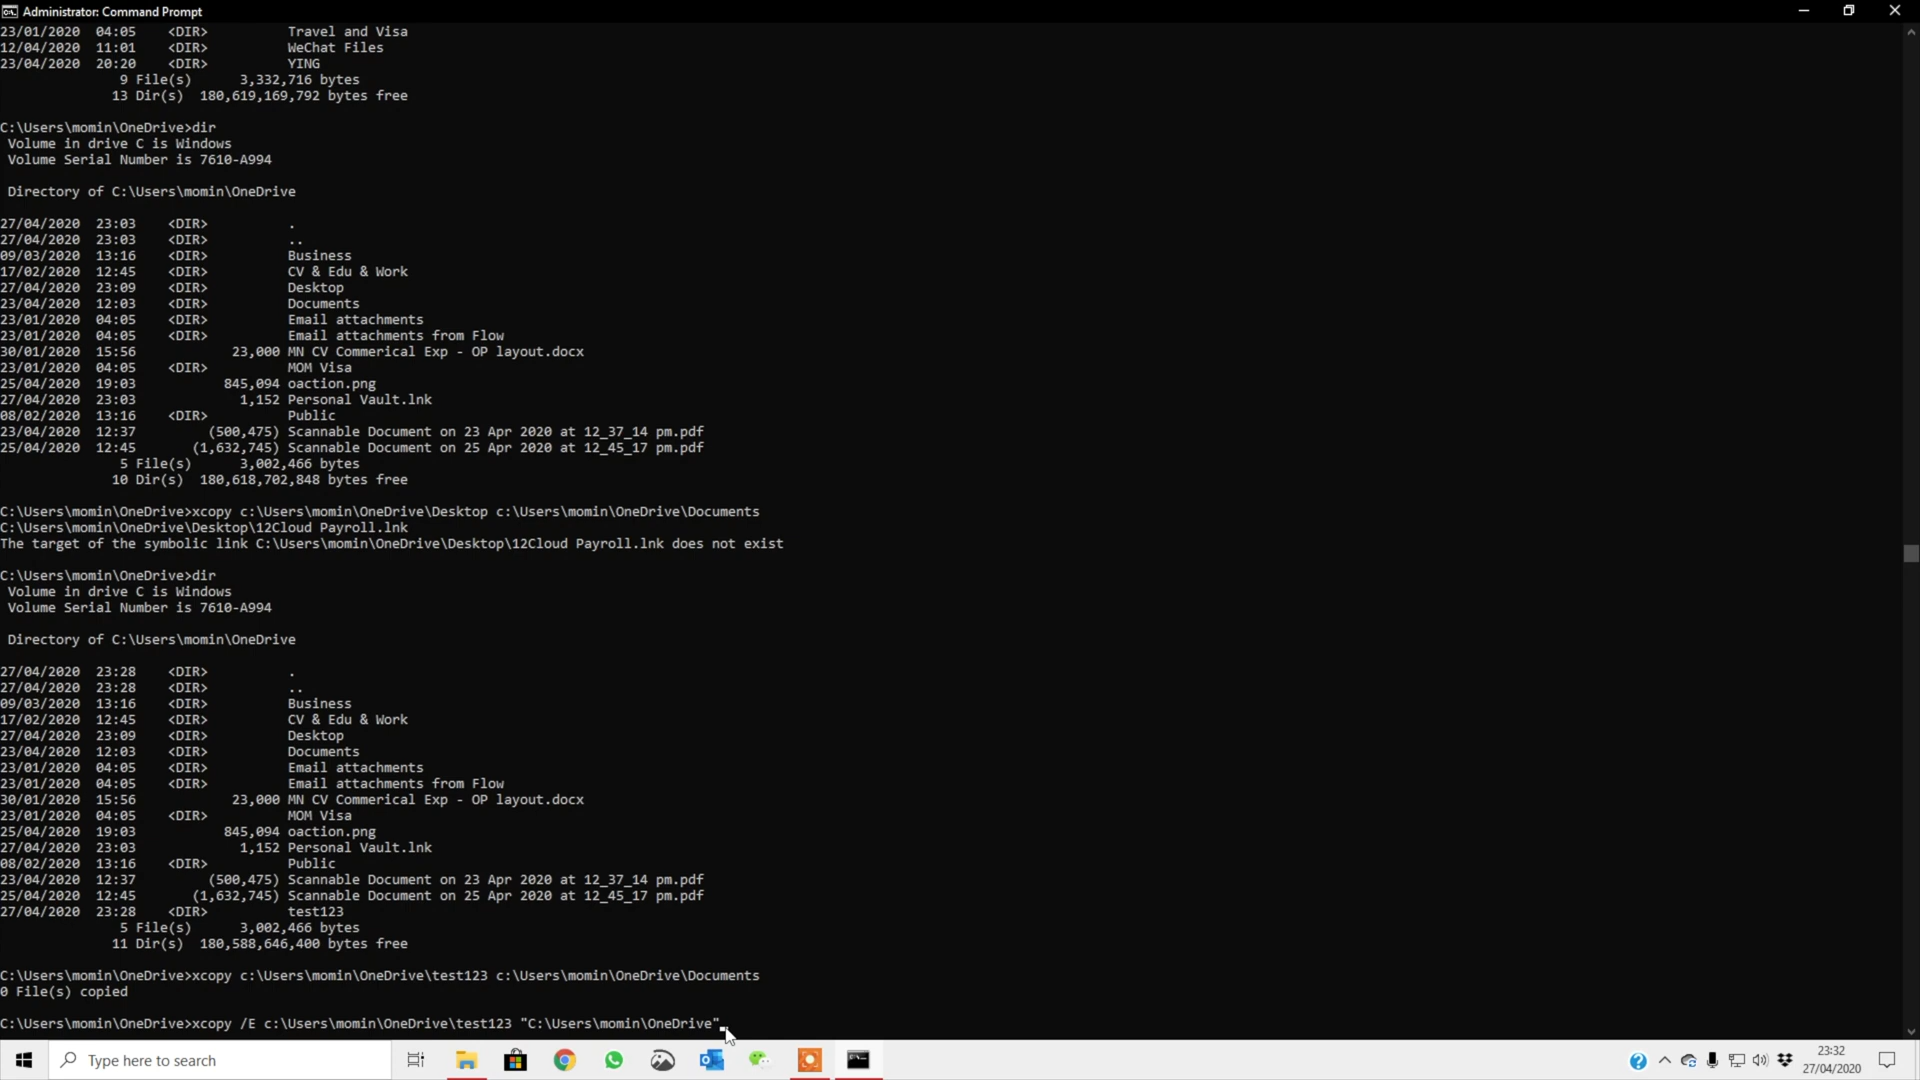 Administrator: Command Prompt
23/01/2020  04:05    <DIR>          Travel and Visa
12/04/2020  11:01    <DIR>          WeChat Files
23/04/2020  20:20    <DIR>          YING
               9 File(s)      3,332,716 bytes
              13 Dir(s)  180,619,169,792 bytes free
C:\Users\momin\OneDrive>dir
 Volume in drive C is Windows
 Volume Serial Number is 7610-A994
 Directory of C:\Users\momin\OneDrive
27/04/2020  23:03    <DIR>          .
27/04/2020  23:03    <DIR>          ..
09/03/2020  13:16    <DIR>          Business
17/02/2020  12:45    <DIR>          CV & Edu & Work
27/04/2020  23:09    <DIR>          Desktop
23/04/2020  12:03    <DIR>          Documents
23/01/2020  04:05    <DIR>          Email attachments
23/01/2020  04:05    <DIR>          Email attachments from Flow
30/01/2020  15:56            23,000 MN CV Commerical Exp - OP layout.docx
23/01/2020  04:05    <DIR>          MOM Visa
25/04/2020  19:03           845,094 oaction.png
27/04/2020  23:03             1,152 Personal Vault.lnk
08/02/2020  13:16    <DIR>          Public
23/04/2020  12:37         (500,475) Scannable Document on 23 Apr 2020 at 12_37_14 pm.pdf
25/04/2020  12:45       (1,632,745) Scannable Document on 25 Apr 2020 at 12_45_17 pm.pdf
               5 File(s)      3,002,466 bytes
              10 Dir(s)  180,618,702,848 bytes free
C:\Users\momin\OneDrive>xcopy c:\Users\momin\OneDrive\Desktop c:\Users\momin\OneDrive\Documents
C:\Users\momin\OneDrive\Desktop\12Cloud Payroll.lnk
The target of the symbolic link C:\Users\momin\OneDrive\Desktop\12Cloud Payroll.lnk does not exist
C:\Users\momin\OneDrive>dir
 Volume in drive C is Windows
 Volume Serial Number is 7610-A994
 Directory of C:\Users\momin\OneDrive
27/04/2020  23:28    <DIR>          .
27/04/2020  23:28    <DIR>          ..
09/03/2020  13:16    <DIR>          Business
17/02/2020  12:45    <DIR>          CV & Edu & Work
27/04/2020  23:09    <DIR>          Desktop
23/04/2020  12:03    <DIR>          Documents
23/01/2020  04:05    <DIR>          Email attachments
23/01/2020  04:05    <DIR>          Email attachments from Flow
30/01/2020  15:56            23,000 MN CV Commerical Exp - OP layout.docx
23/01/2020  04:05    <DIR>          MOM Visa
25/04/2020  19:03           845,094 oaction.png
27/04/2020  23:03             1,152 Personal Vault.lnk
08/02/2020  13:16    <DIR>          Public
23/04/2020  12:37         (500,475) Scannable Document on 23 Apr 2020 at 12_37_14 pm.pdf
25/04/2020  12:45       (1,632,745) Scannable Document on 25 Apr 2020 at 12_45_17 pm.pdf
27/04/2020  23:28    <DIR>          test123
               5 File(s)      3,002,466 bytes
              11 Dir(s)  180,588,646,400 bytes free
C:\Users\momin\OneDrive>xcopy c:\Users\momin\OneDrive\test123 c:\Users\momin\OneDrive\Documents
0 File(s) copied
C:\Users\momin\OneDrive>xcopy /E c:\Users\momin\OneDrive\test123 "C:\Users\momin\OneDrive"
Type here to search
23:32
27/04/2020